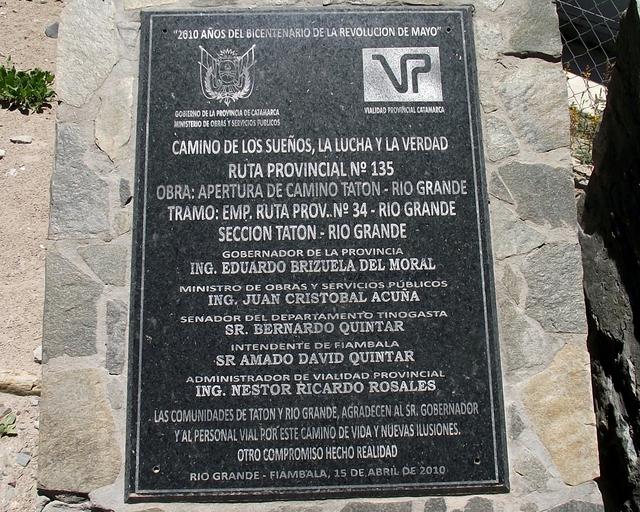 "2010 AÑOS DEL BICENTENARIO DE LA REVOLUCION DE MAYO"
GOBIERNO DE LA PROVINCIA DE CATAMARCA
MINISTERIO DE OBRAS Y SERVICIOS PUBLICOS
VP
VIALIDAD PROVINCIAL CATAMARCA
CAMINO DE LOS SUEÑOS, LA LUCHA Y LA VERDAD
RUTA PROVINCIAL Nº 135
OBRA: APERTURA DE CAMINO TATON - RIO GRANDE
TRAMO: EMP. RUTA PROV..Nº 34 - RIO GRANDE
SECCION TATON - RIO GRANDE
GOBERNADOR DE LA PROVINCIA
ING. EDUARDO BRIZUELA DEL MORAL
MINISTRO DE OBRAS Y SERVICIOS PÚBLICOS
ING. JUAN CRISTOBAL ACUÑA
SENADOR DEL DEPARTAMENTO TINOGASTA
SR. BERNARDO QUINTAR
INTENDENTE DE FIAMBALA
SR AMADO DAVID QUINTAR
ADMINISTRADOR DE VIALIDAD PROVINCIAL
ING. NESTOR RICARDO ROSALES
LAS COMUNIDADES DE TATON Y RIO GRANDE, AGRADECEN AL SR. GOBERNADOR
Y AL PERSONAL VIAL POR ESTE CAMINO DE VIDA Y NUEVAS ILUSIONES.
OTRO COMPROMISO HECHO REALIDAD
RIO GRANDE - FIAMBALA, 15 DE ABRIL DE 2010